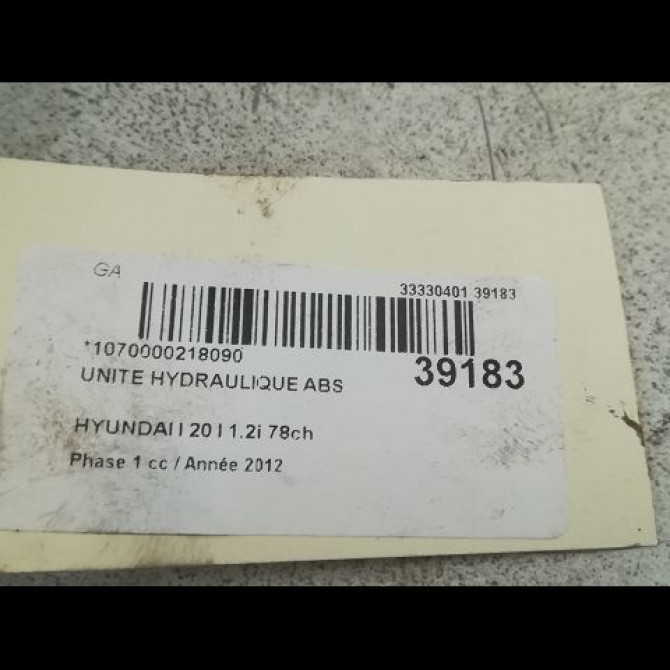 GA
33330401 39183
*1070000218090
39183
UNITE HYDRAULIQUE ABS
HYUNDAI I 20 I 1.2i 78ch
Phase 1 cc / Année 2012